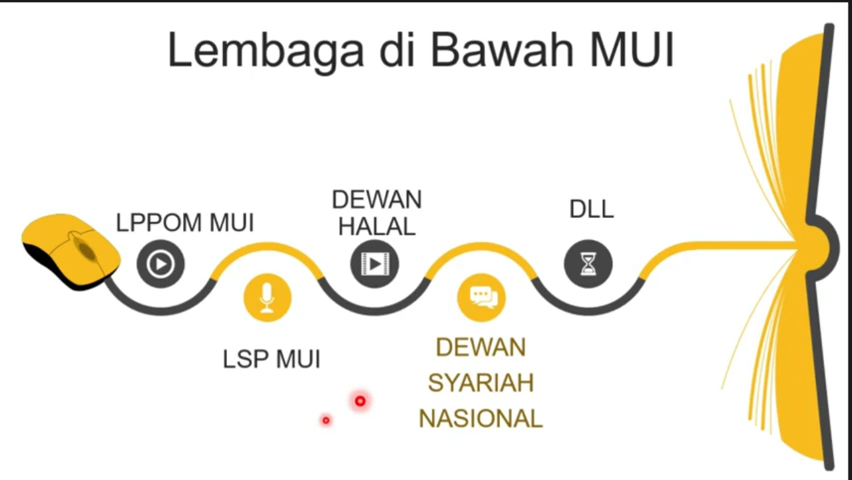 Lembaga di Bawah MUI
LPPOM MUI
LSP MUI
DEWAN
HALAL
DEWAN
SYARIAH
NASIONAL
DLL